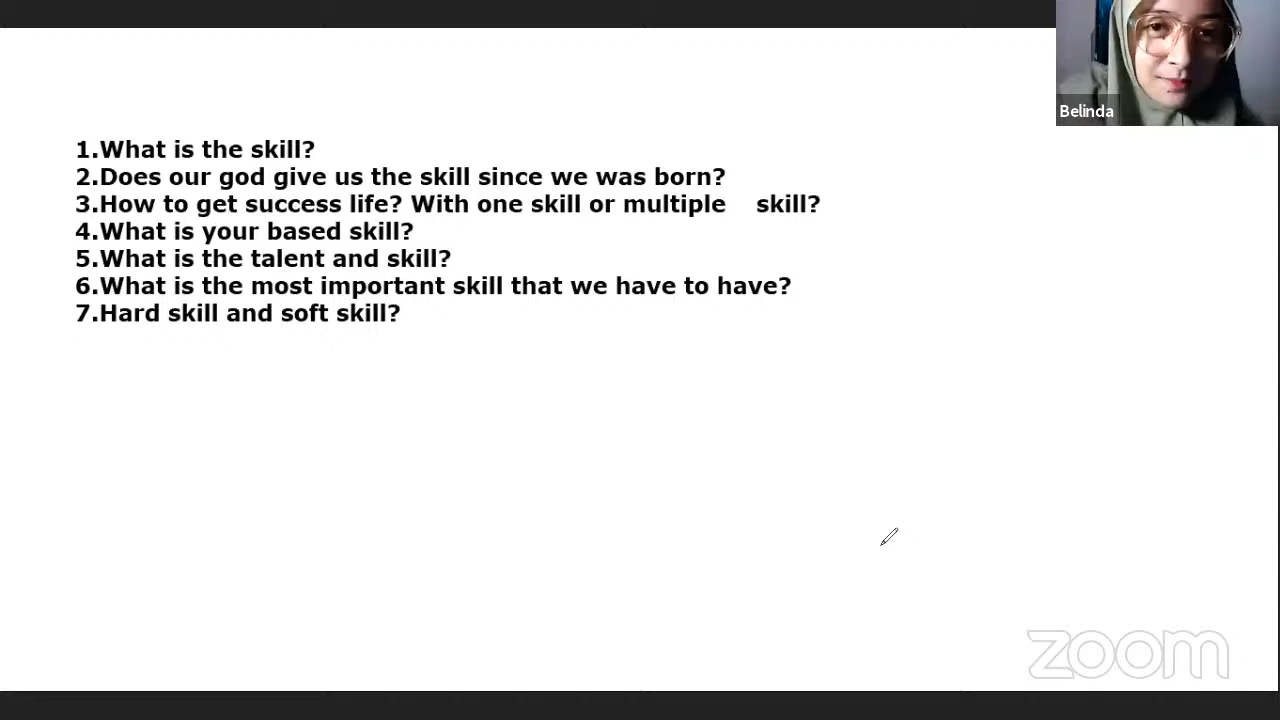 Belinda
1.What is the skill?
2.Does our god give us the skill since we was born?
3.How to get success life? With one skill or multiple    skill?
4.What is your based skill?
5.What is the talent and skill?
6.What is the most important skill that we have to have?
7.Hard skill and soft skill?
zoom